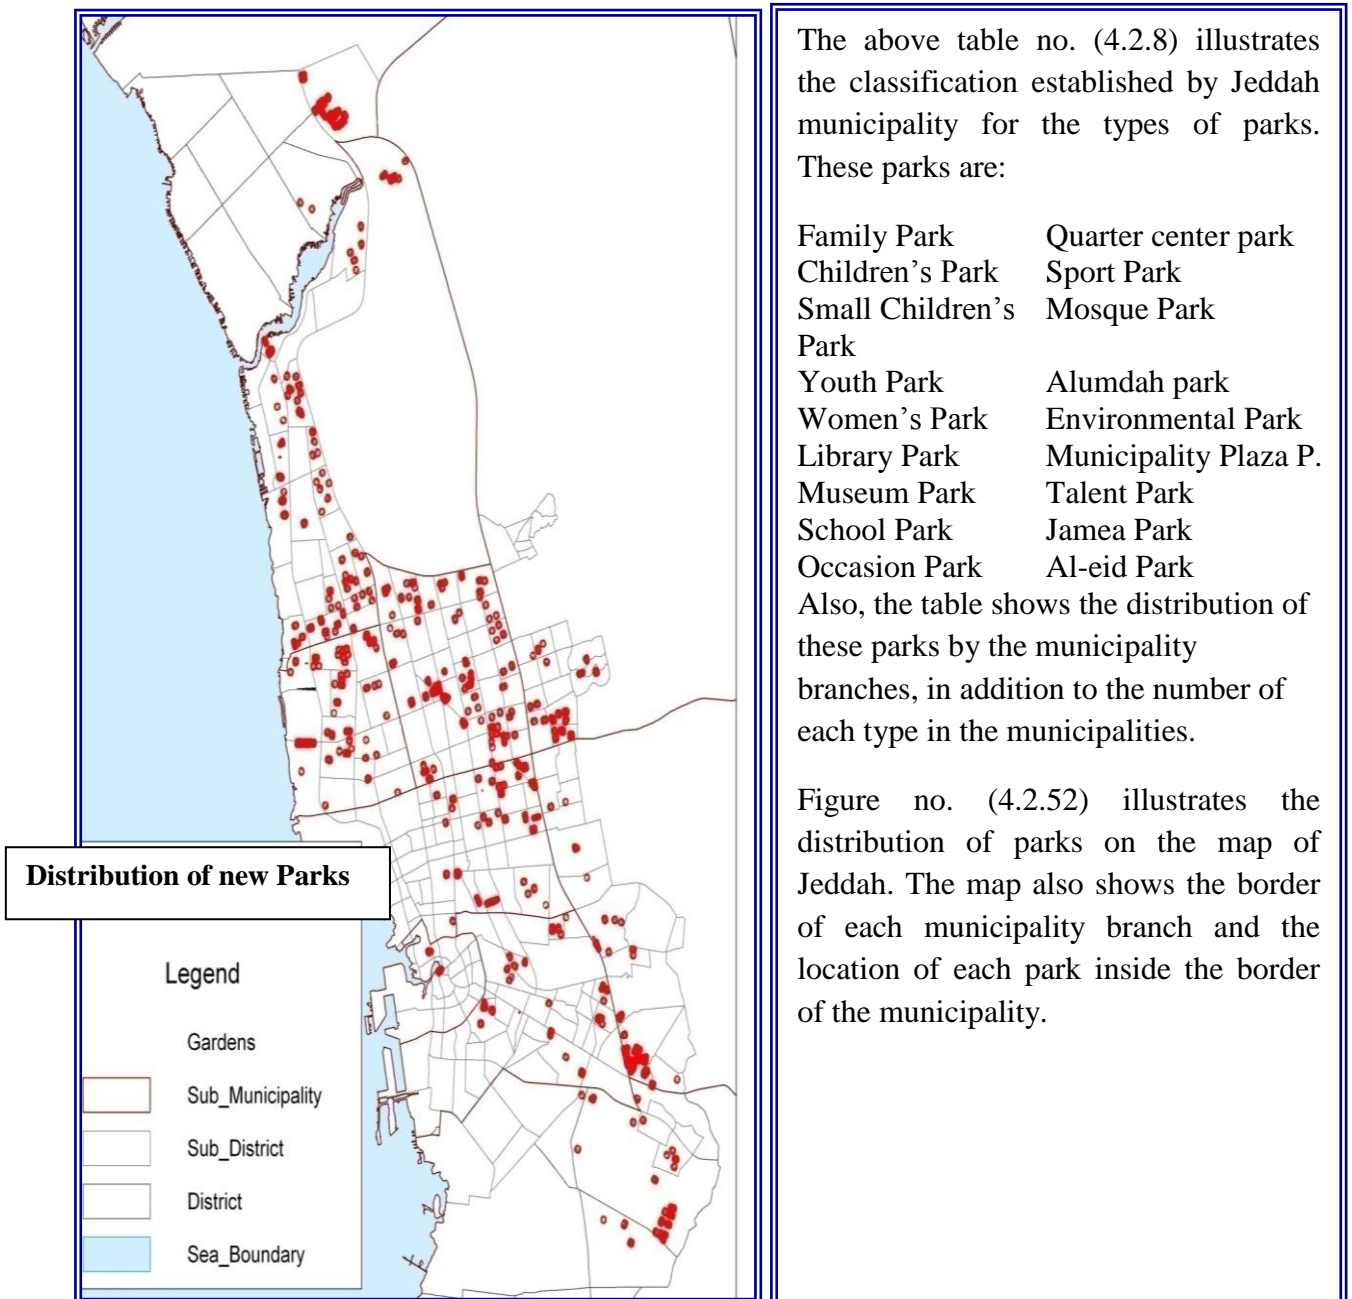 Distribution of new Parks
Legend
Gardens
Sub_Municipality
Sub_District
District
Sea_Boundary
The above table no. (4.2.8) illustrates
the classification established by Jeddah
municipality for the types of parks.
These parks are:
Family Park Quarter center park
Children’s Park Sport Park
Small Children’s Mosque Park
Park
Youth Park Alumdah park
Women’s Park Environmental Park
Library Park Municipality Plaza P.
Museum Park Talent Park
School Park Jamea Park
Occasion Park Al-eid Park
Also, the table shows the distribution of
these parks by the municipality
branches, in addition to the number of
each type in the municipalities.
Figure no. (4.2.52) illustrates the
distribution of parks on the map of
Jeddah. The map also shows the border
of each municipality branch and the
location of each park inside the border
of the municipality.